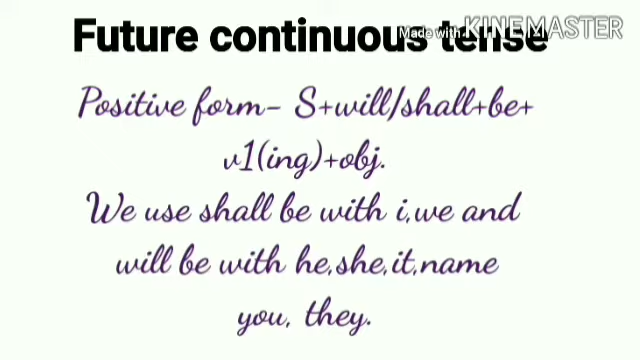 Future continuous tense
Made with KINEMASTER
Positive form- S+will/shall+be+
v1(ing)+obj.
We use shall be with i,we and
will be with he,she,it,name
you, they.